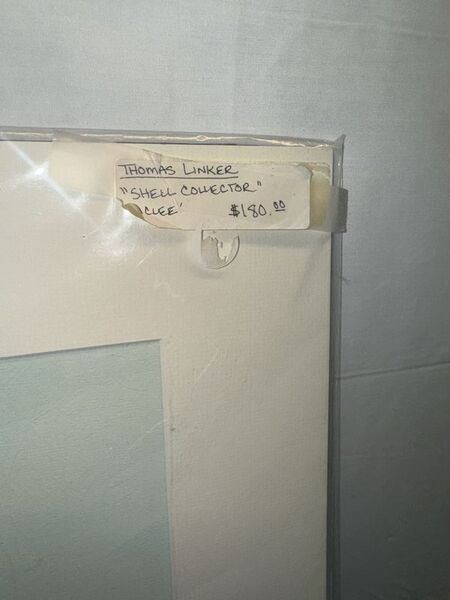 THOMAS LINKER
"SHELL COLLECTOR"
CLEE' $180.00